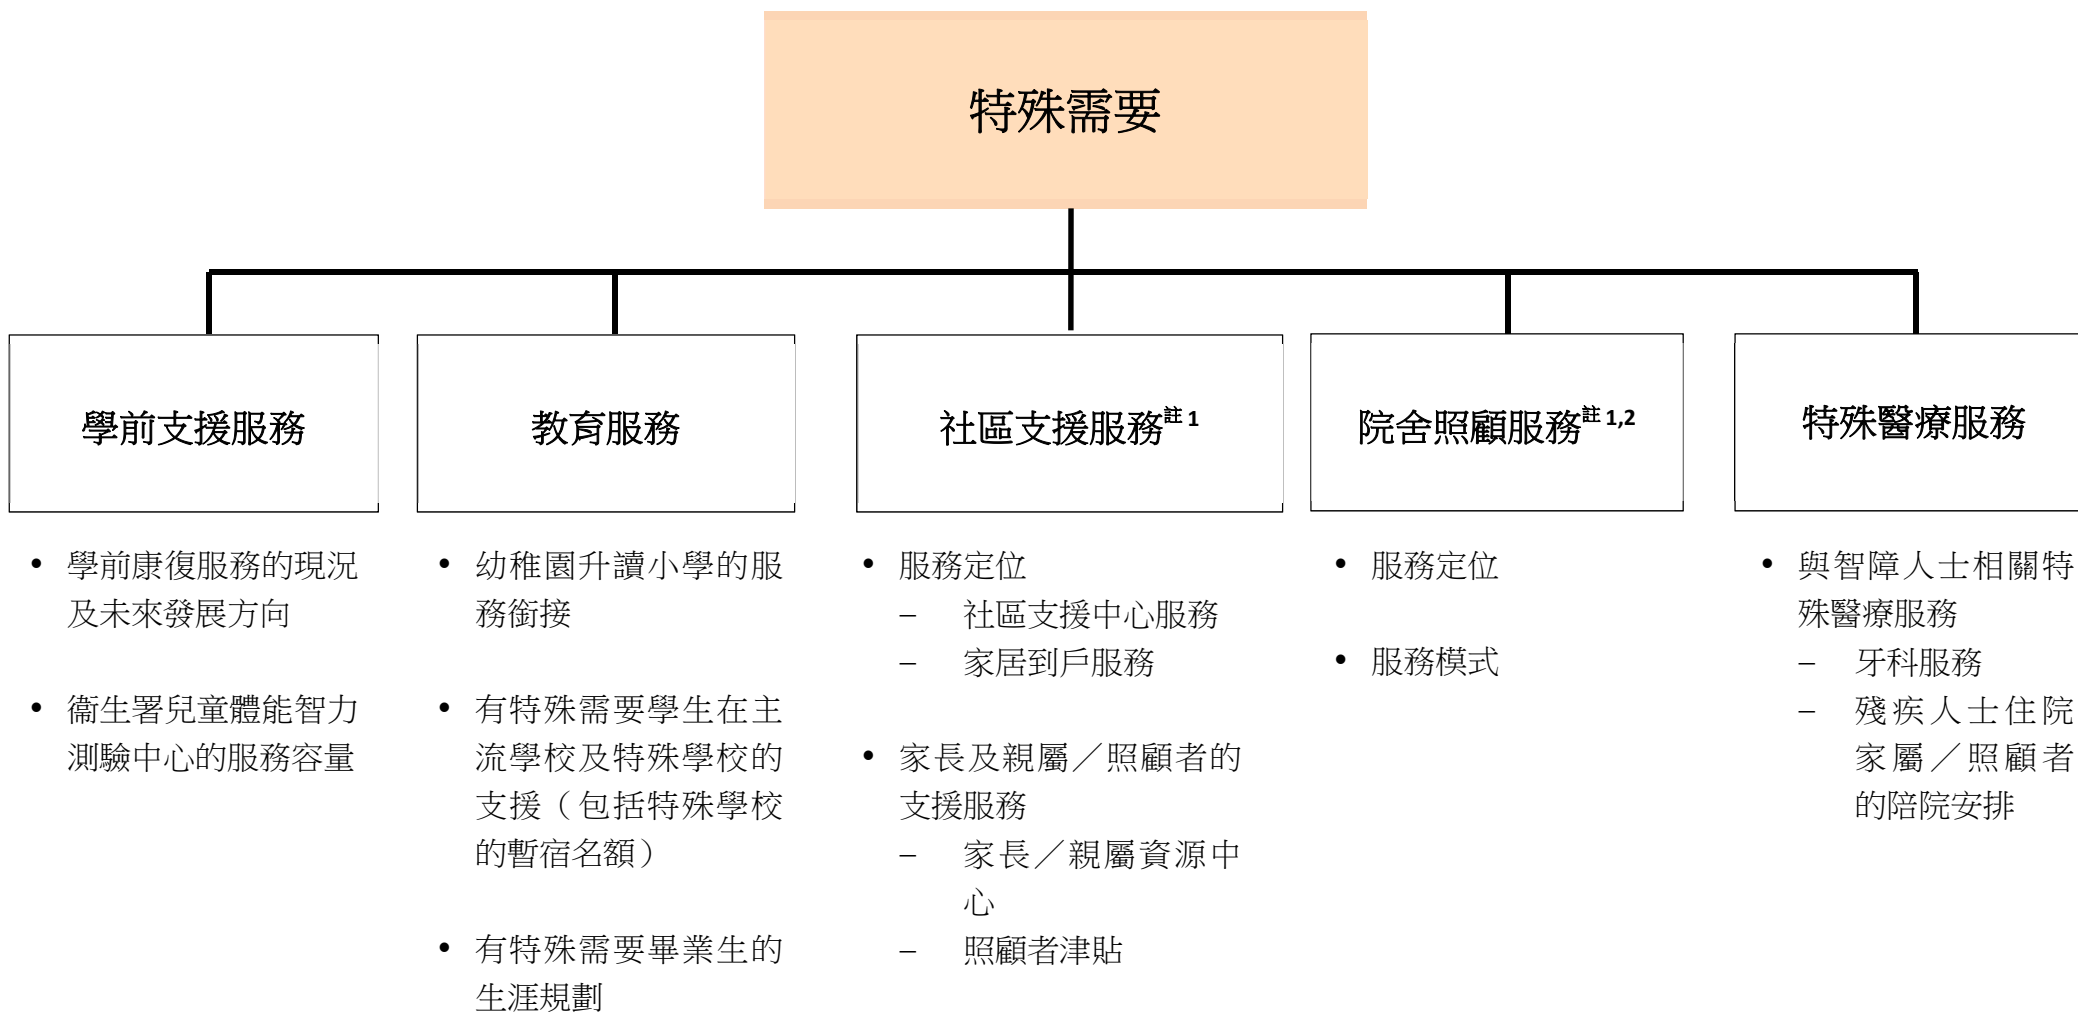 特殊需要
學前支援服務
• 學前康復服務的現況
及未來發展方向
• 衞生署兒童體能智力
測驗中心的服務容量
教育服務
• 幼稚園升讀小學的服
務銜接
• 有特殊需要學生在主
流學校及特殊學校的
支援（包括特殊學校
的暫宿名額）
• 有特殊需要畢業生的
生涯規劃
社區支援服務註 1
• 服務定位
– 社區支援中心服務
– 家居到戶服務
• 家長及親屬／照顧者的
支援服務
– 家長／親屬資源中
心
– 照顧者津貼
院舍照顧服務註 1,2
• 服務定位
• 服務模式
特殊醫療服務
• 與智障人士相關特
殊醫療服務
– 牙科服務
– 殘疾人士住院
家屬／照顧者
的陪院安排